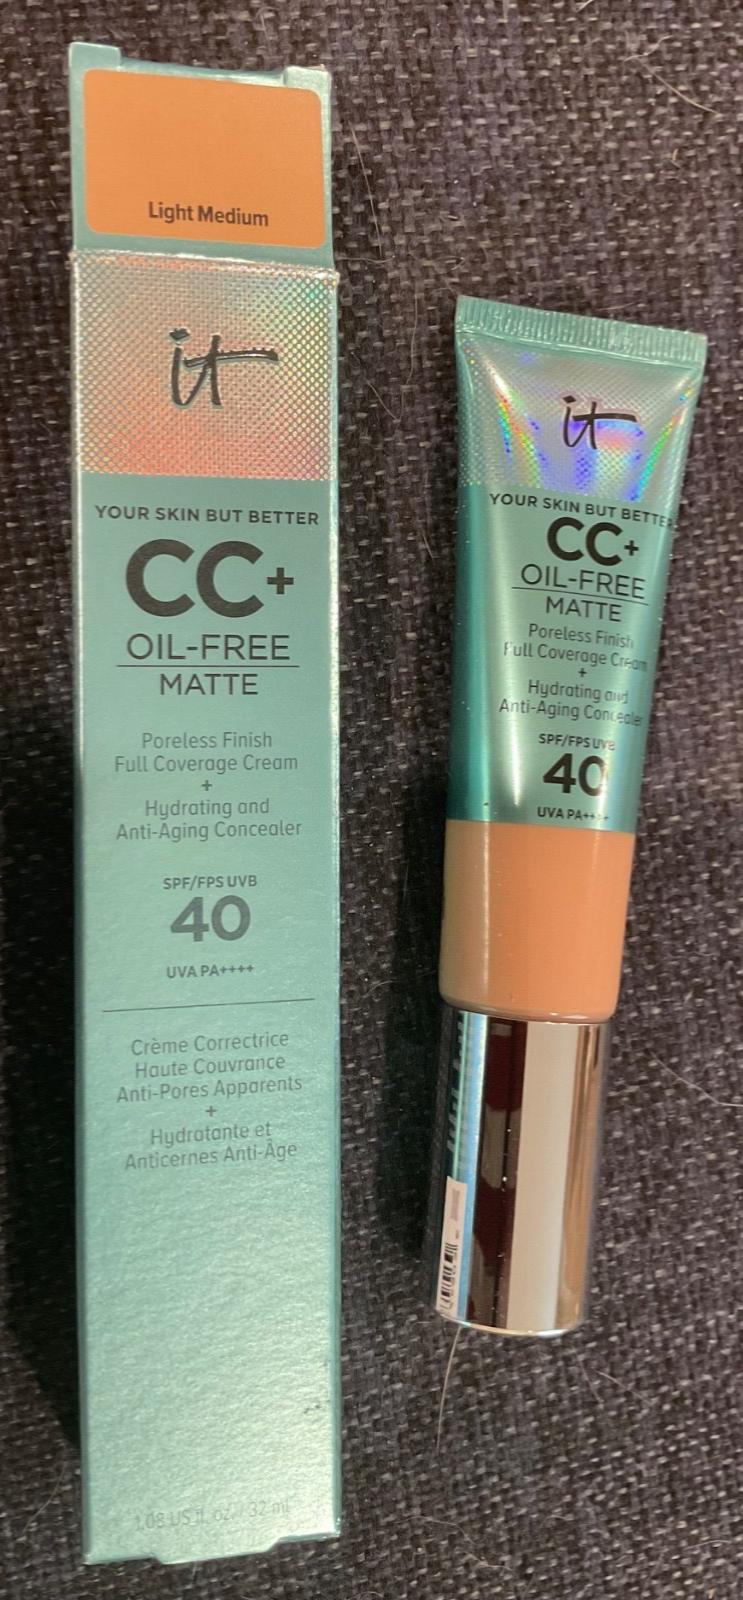 Light Medium
it
YOUR SKIN BUT BETTER
CC+
OIL-FREE
MATTE
Poreless Finish
Full Coverage Cream
+
Hydrating and
Anti-Aging Concealer
SPF/FPS UVB
40
UVA PA++++
Crème Correctrice
Haute Couvrance
Anti-Pores Apparents
+
Hydratante et
Anticernes Anti-Âge
1.08 US fl. oz. / 32 ml
it
YOUR SKIN BUT BETTER
CC+
OIL-FREE
MATTE
Poreless Finish
Full Coverage Cream
+
Hydrating and
Anti-Aging Concealer
SPF/FPS UVB
40
UVA PA++++